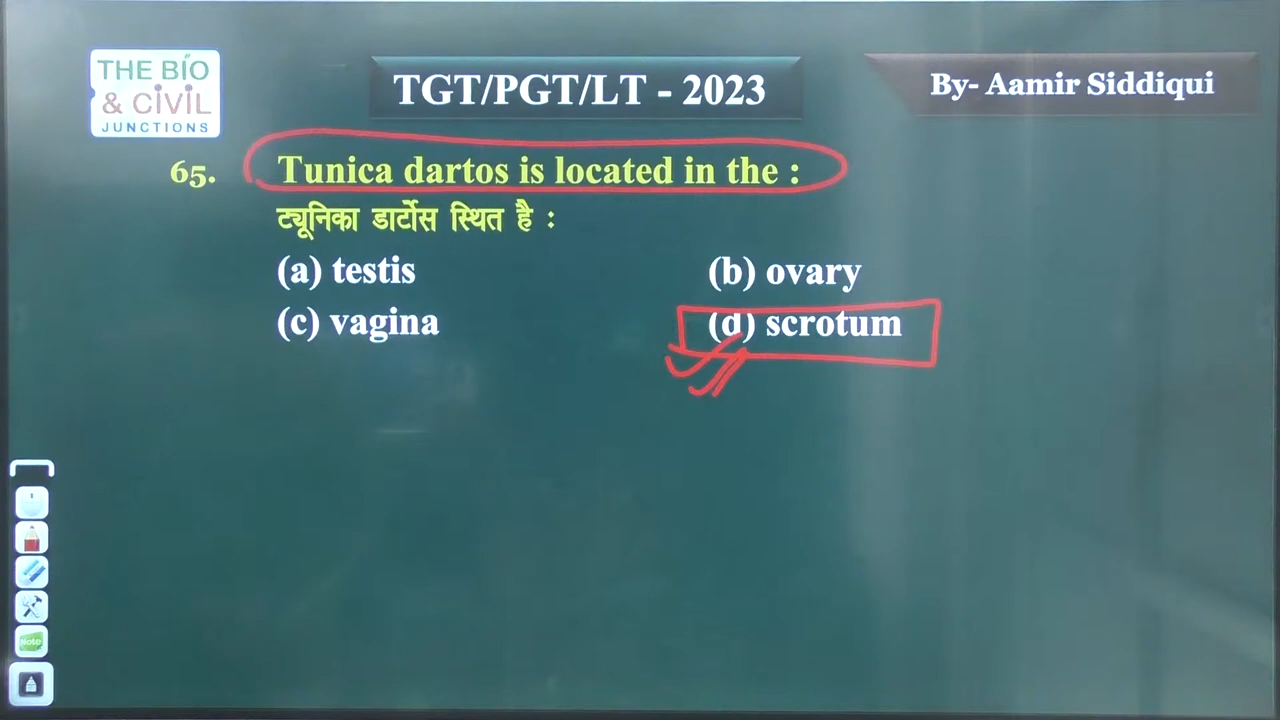 THE BIO
& CIVIL
JUNCTIONS
TGT/PGT/LT - 2023
By- Aamir Siddiqui
65. Tunica dartos is located in the :
ट्यूनिका डार्टोस स्थित है :
(a) testis (b) ovary
(c) vagina (d) scrotum
Note